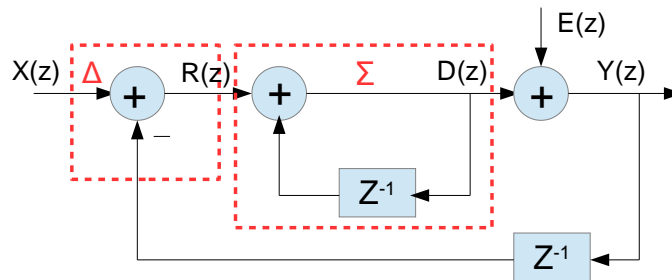 E(z)
X(z) Δ + R(z) + Σ D(z) + Y(z)
–
Z-1
Z-1